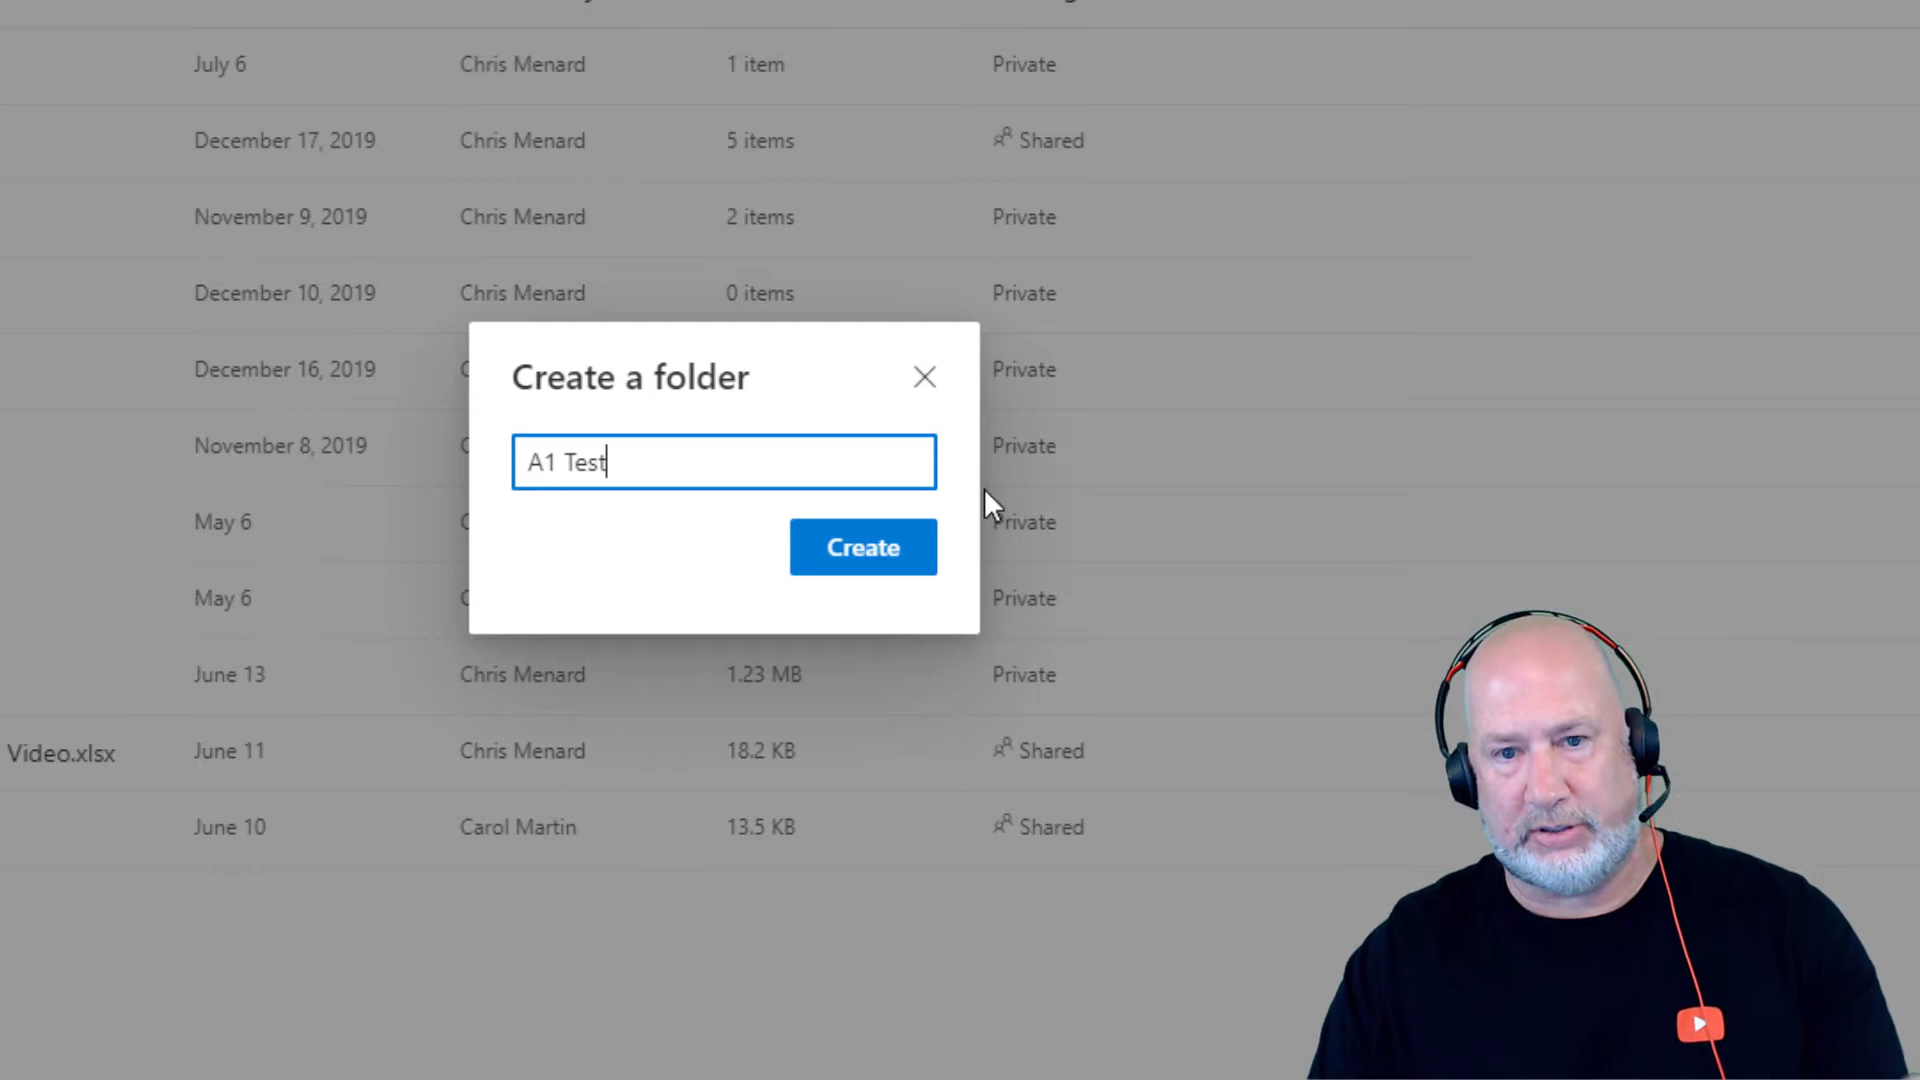 July 6 Chris Menard 1 item Private
December 17, 2019 Chris Menard 5 items Shared
November 9, 2019 Chris Menard 2 items Private
December 10, 2019 Chris Menard 0 items Private
December 16, 2019 Private
November 8, 2019 Private
May 6 Private
May 6 Private
Create a folder
A1 Test
Create
June 13 Chris Menard 1.23 MB Private
Video.xlsx June 11 Chris Menard 18.2 KB Shared
June 10 Carol Martin 13.5 KB Shared